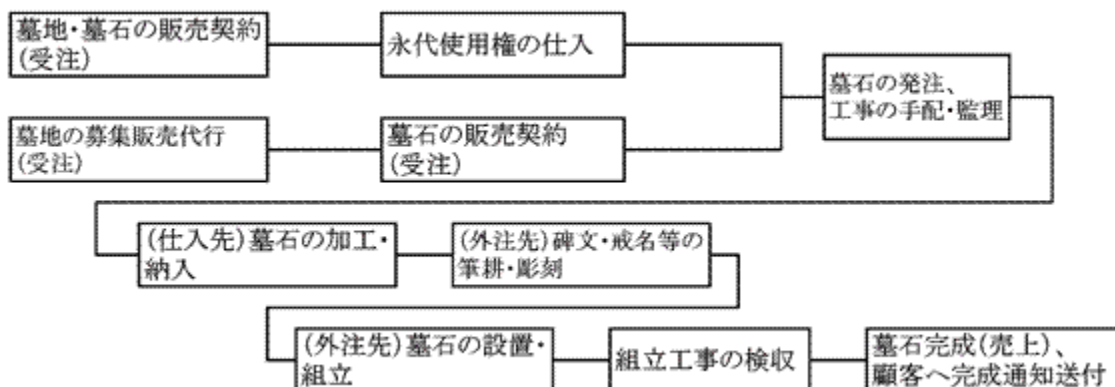 墓地・墓石の販売契約
(受注)
永代使用権の仕入
墓石の発注、
工事の手配・監理
墓地の募集販売代行
(受注)
墓石の販売契約
(受注)
(仕入先)墓石の加工・
納入
(外注先)碑文・戒名等の
筆耕・彫刻
(外注先)墓石の設置・
組立
組立工事の検収
墓石完成(売上)、
顧客へ完成通知送付